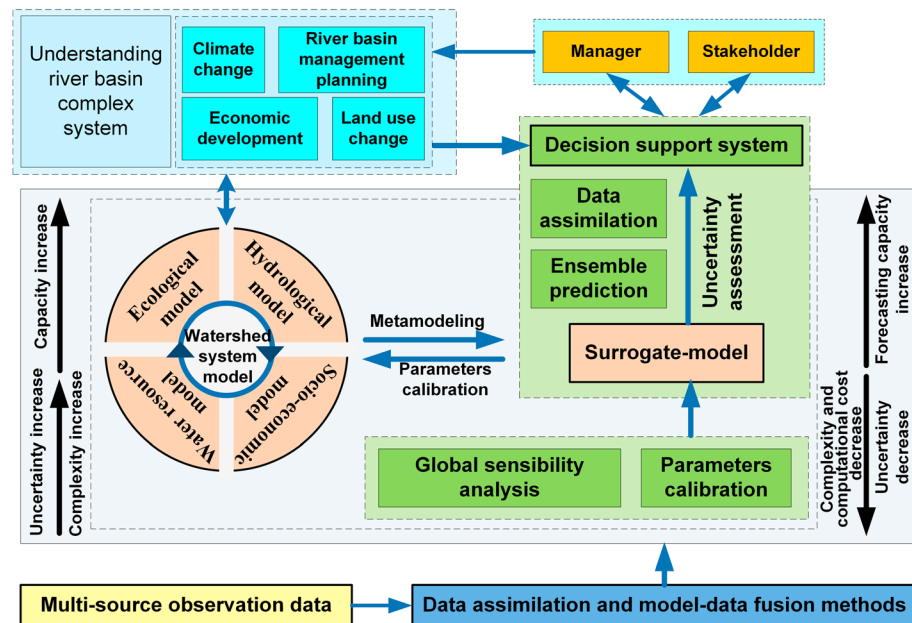 Understanding
river basin
complex
system
Climate
change
River basin
management
planning
Economic
development
Land use
change
Manager
Stakeholder
Decision support system
Data
assimilation
Ensemble
prediction
Uncertainty
assessment
Surrogate-model
Capacity increase
Uncertainty increase
Complexity increase
Ecological
model
Hydrological
model
Watershed
system
model
Water resource
model
Socio-economic
model
Metamodeling
Parameters
calibration
Global sensibility
analysis
Parameters
calibration
Forecasting capacity
increase
Complexity and
computational cost
decrease
Uncertainty
decrease
Multi-source observation data
Data assimilation and model-data fusion methods